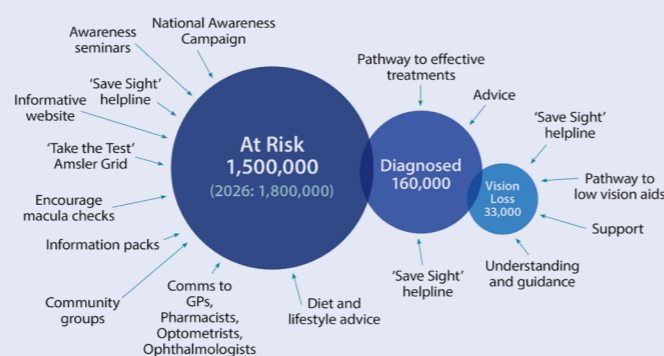 National Awareness
Campaign
Awareness
seminars
'Save Sight'
helpline
Informative
website
'Take the Test'
Amsler Grid
Encourage
macula checks
Information packs
Community
groups
Comms to
GPs,
Pharmacists,
Optometrists,
Ophthalmologists
Diet and
lifestyle advice
At Risk
1,500,000
(2026: 1,800,000)
Pathway to effective
treatments
Advice
Diagnosed
160,000
'Save Sight'
helpline
Vision
Loss
33,000
'Save Sight'
helpline
Pathway to
low vision aids
Support
Understanding
and guidance